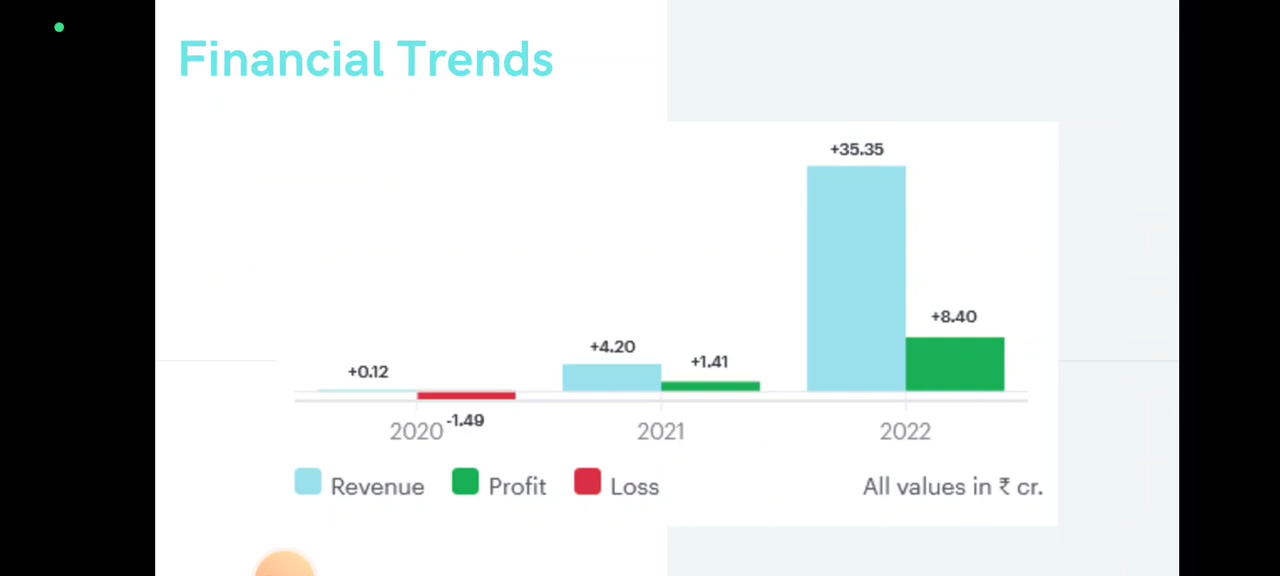 Financial Trends
+35.35
+8.40
+4.20
+1.41
+0.12
-1.49
2020 2021 2022
Revenue Profit Loss All values in ₹ cr.